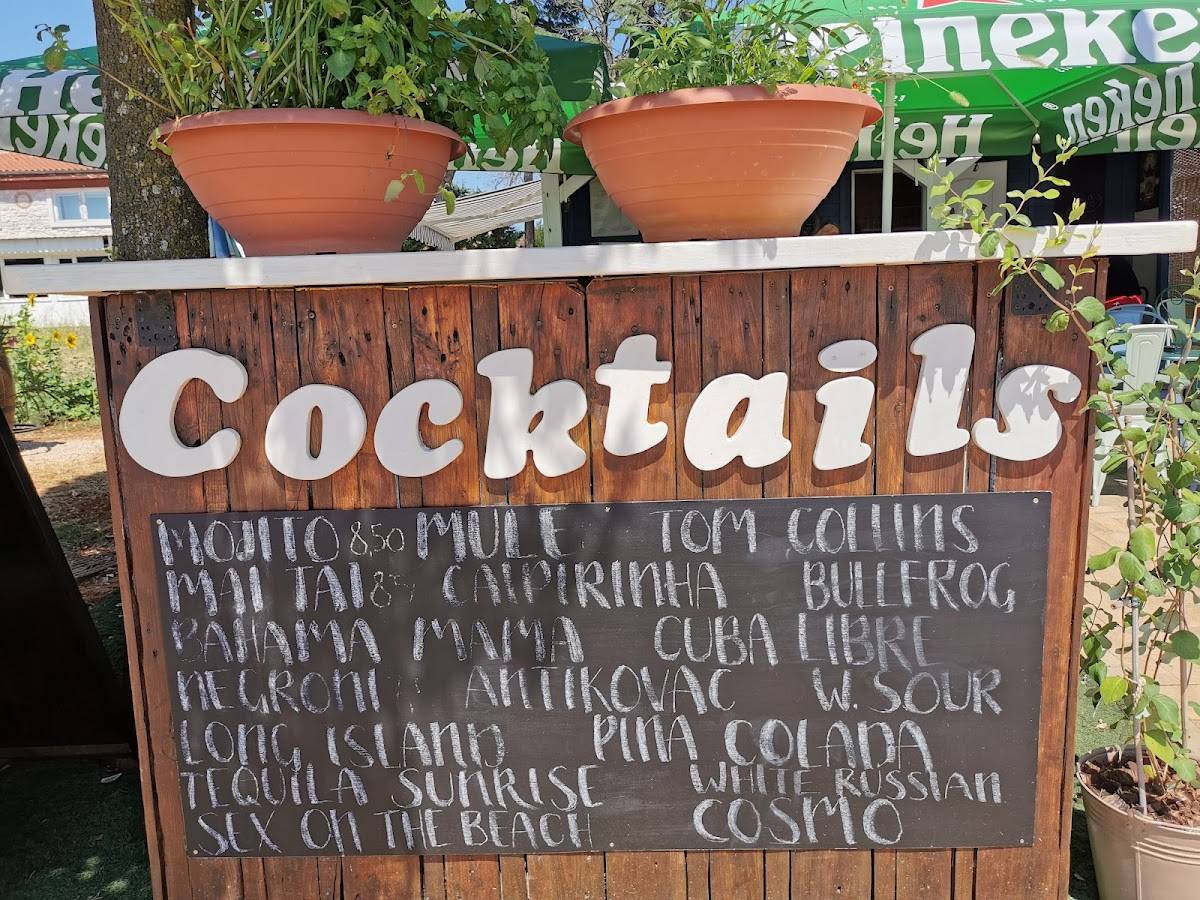 Heineken
Heineken
Cocktails
MOJITO 8,50 MULE TOM COLLINS
MAI TAI CAIPIRINHA BULLFROG
BAHAMA MAMA CUBA LIBRE
NEGRONI ANTIKOVAC W. SOUR
LONG ISLAND PINA COLADA
TEQUILA SUNRISE WHITE RUSSIAN
SEX ON THE BEACH COSMO